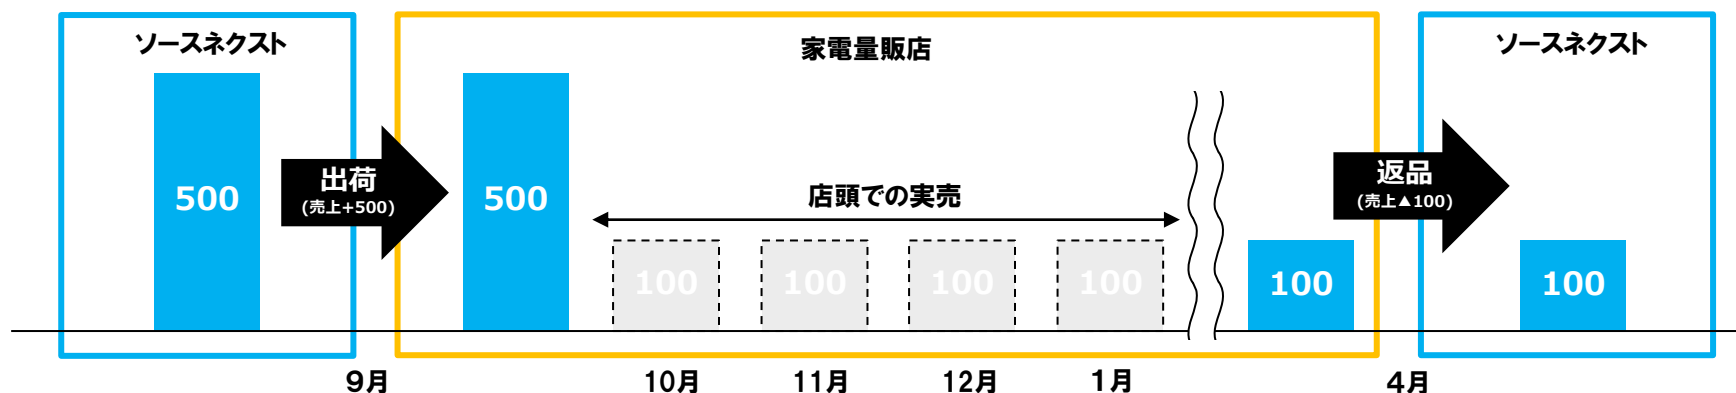 ソースネクスト
家電量販店
ソースネクスト
500
出荷
(売上+500)
500
店頭での実売
100
100
100
100
100
返品
(売上▲100)
100
9月
10月
11月
12月
1月
4月